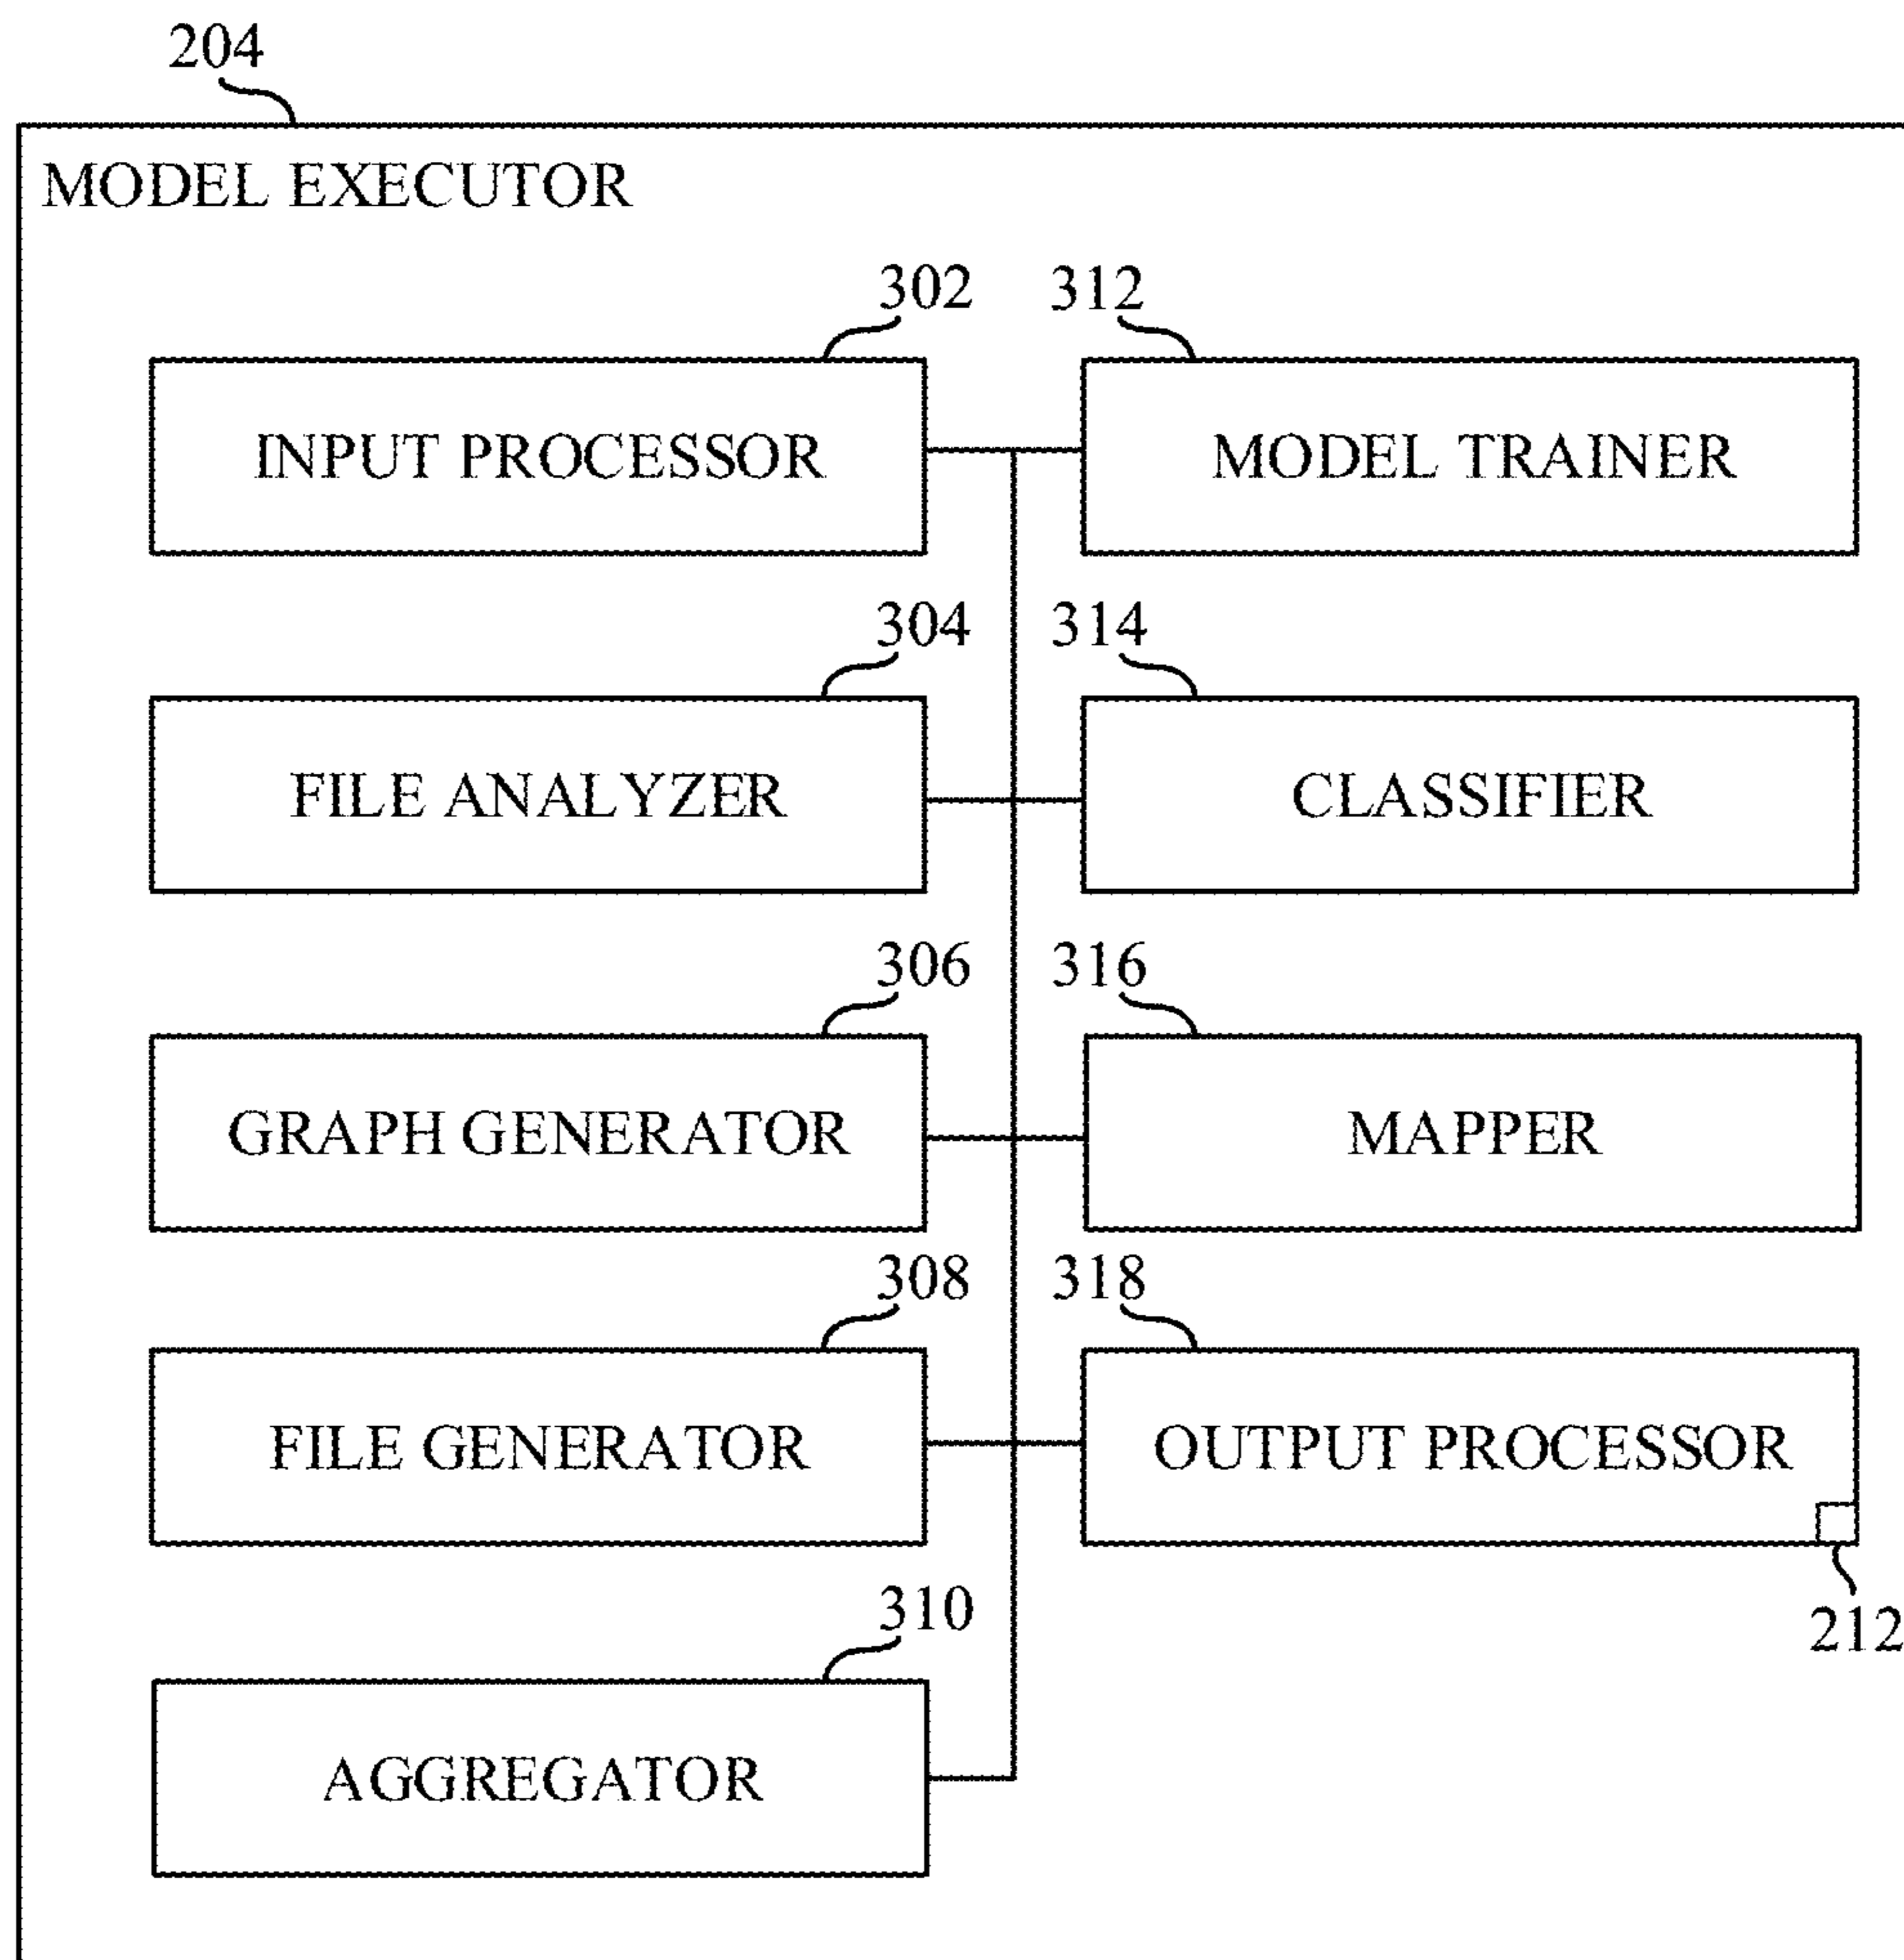 204
MODEL EXECUTOR
302
312
INPUT PROCESSOR
MODEL TRAINER
304
314
FILE ANALYZER
CLASSIFIER
306
316
GRAPH GENERATOR
MAPPER
308
318
FILE GENERATOR
OUTPUT PROCESSOR
310
212
AGGREGATOR